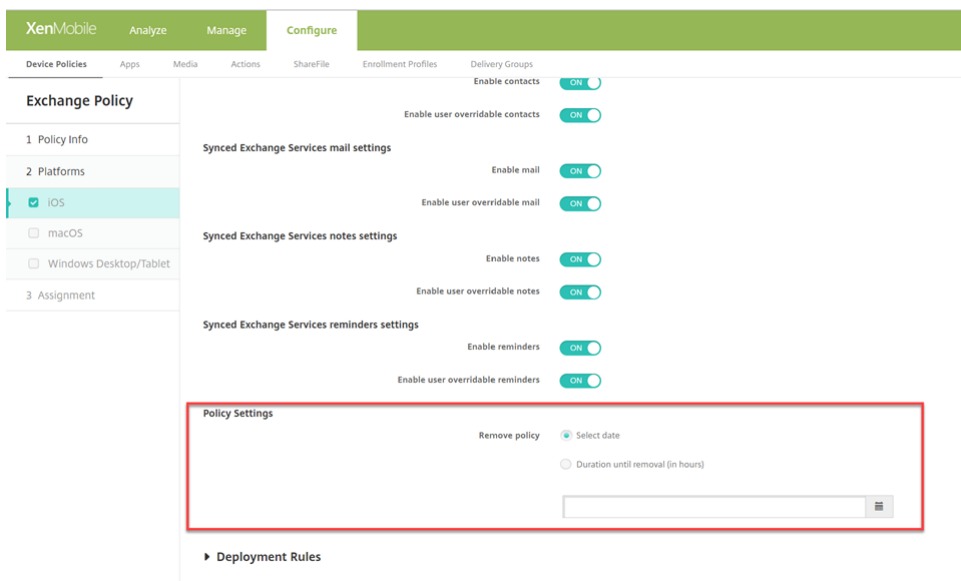 XenMobile Analyze Manage Configure
Device Policies Apps Media Actions ShareFile Enrollment Profiles Delivery Groups
Exchange Policy
1 Policy Info
2 Platforms
iOS
macOS
Windows Desktop/Tablet
3 Assignment
Enable contacts ON
Enable user overridable contacts ON
Synced Exchange Services mail settings
Enable mail ON
Enable user overridable mail ON
Synced Exchange Services notes settings
Enable notes ON
Enable user overridable notes ON
Synced Exchange Services reminders settings
Enable reminders ON
Enable user overridable reminders ON
Policy Settings
Remove policy Select date
Duration until removal (in hours)
Deployment Rules